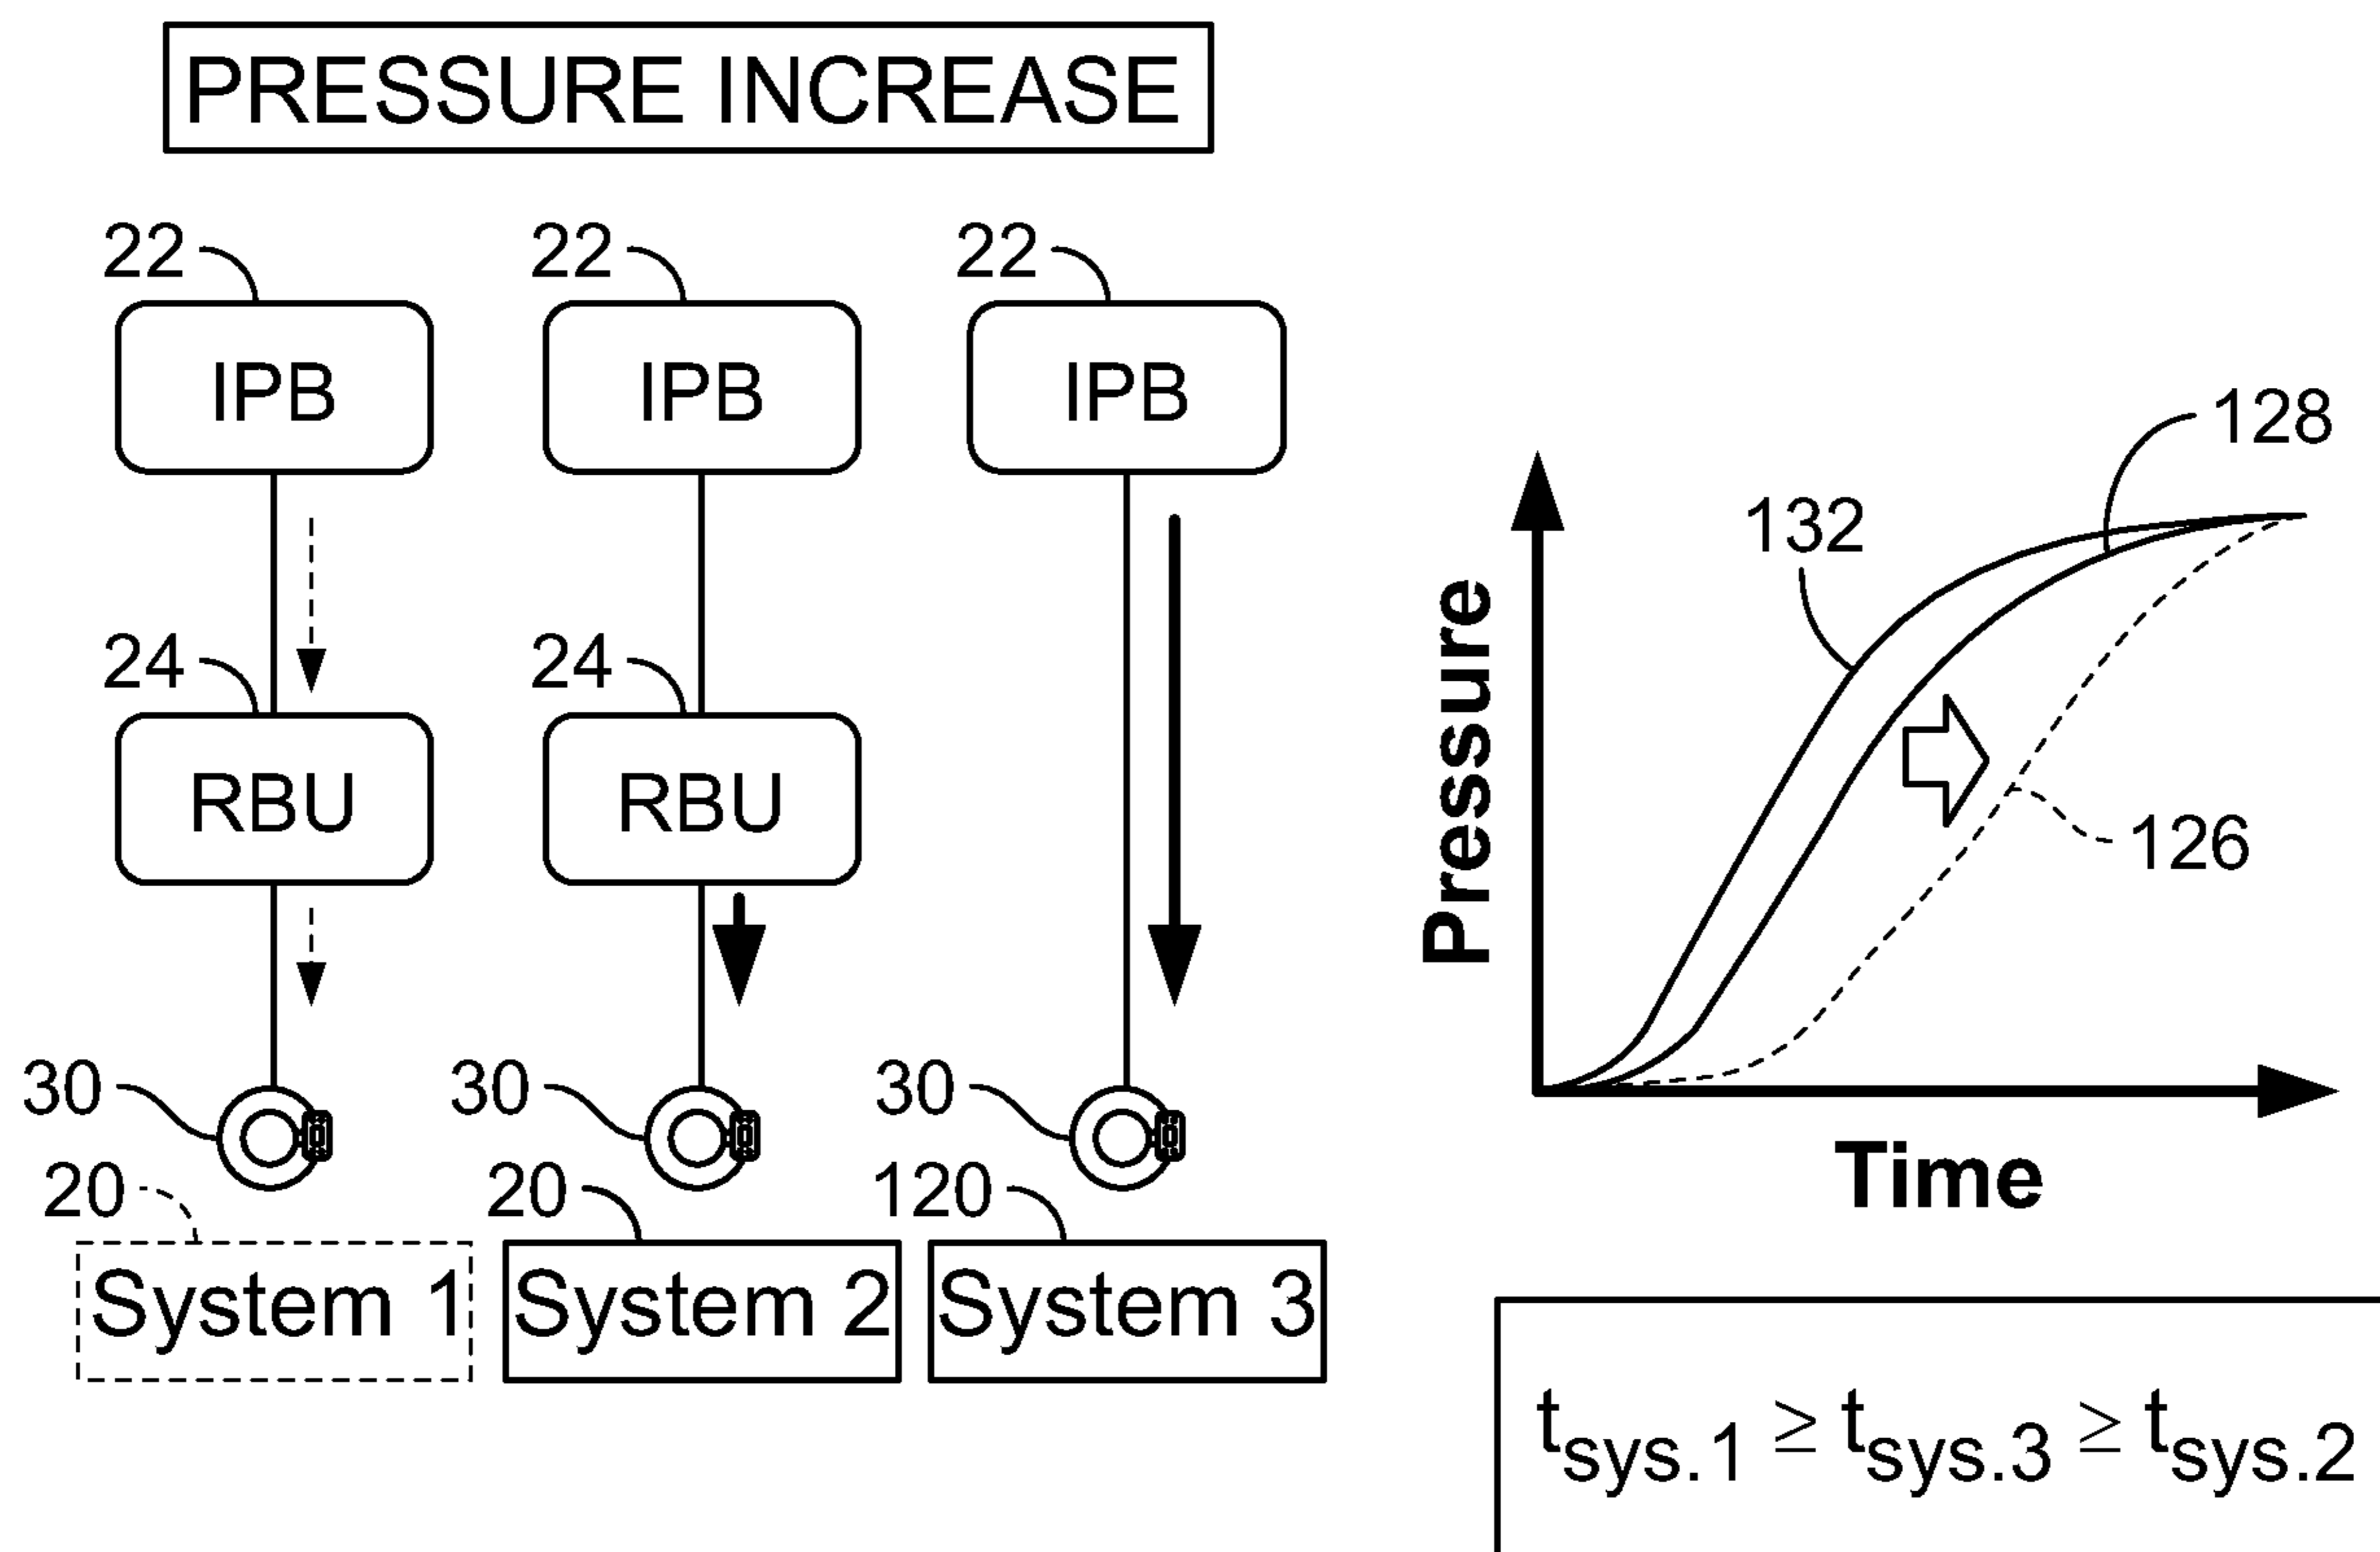 PRESSURE INCREASE
22 22 22
IPB IPB IPB
24 24
RBU RBU
30 30 30
20 20 120
System 1 System 2 System 3
128
132
126
Pressure
Time
tsys.1 ≥ tsys.3 ≥ tsys.2